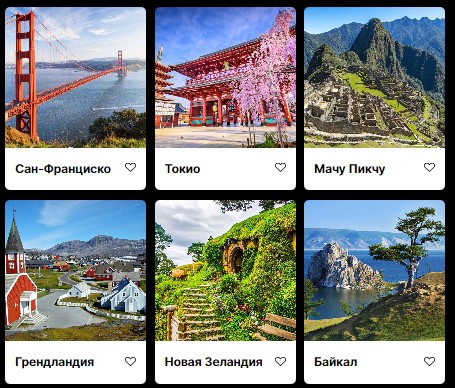 Сан-Франциско
Токио
Мачу Пикчу
Грендландия
Новая Зеландия
Байкал